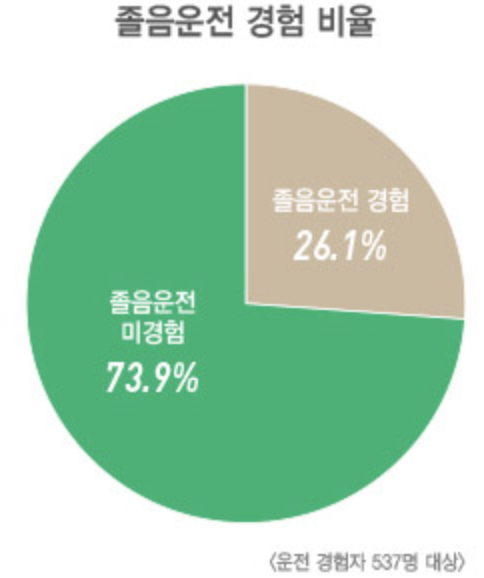 졸음운전 경험 비율
졸음운전 경험
26.1%
졸음운전
미경험
73.9%
〈운전 경험자 537명 대상〉